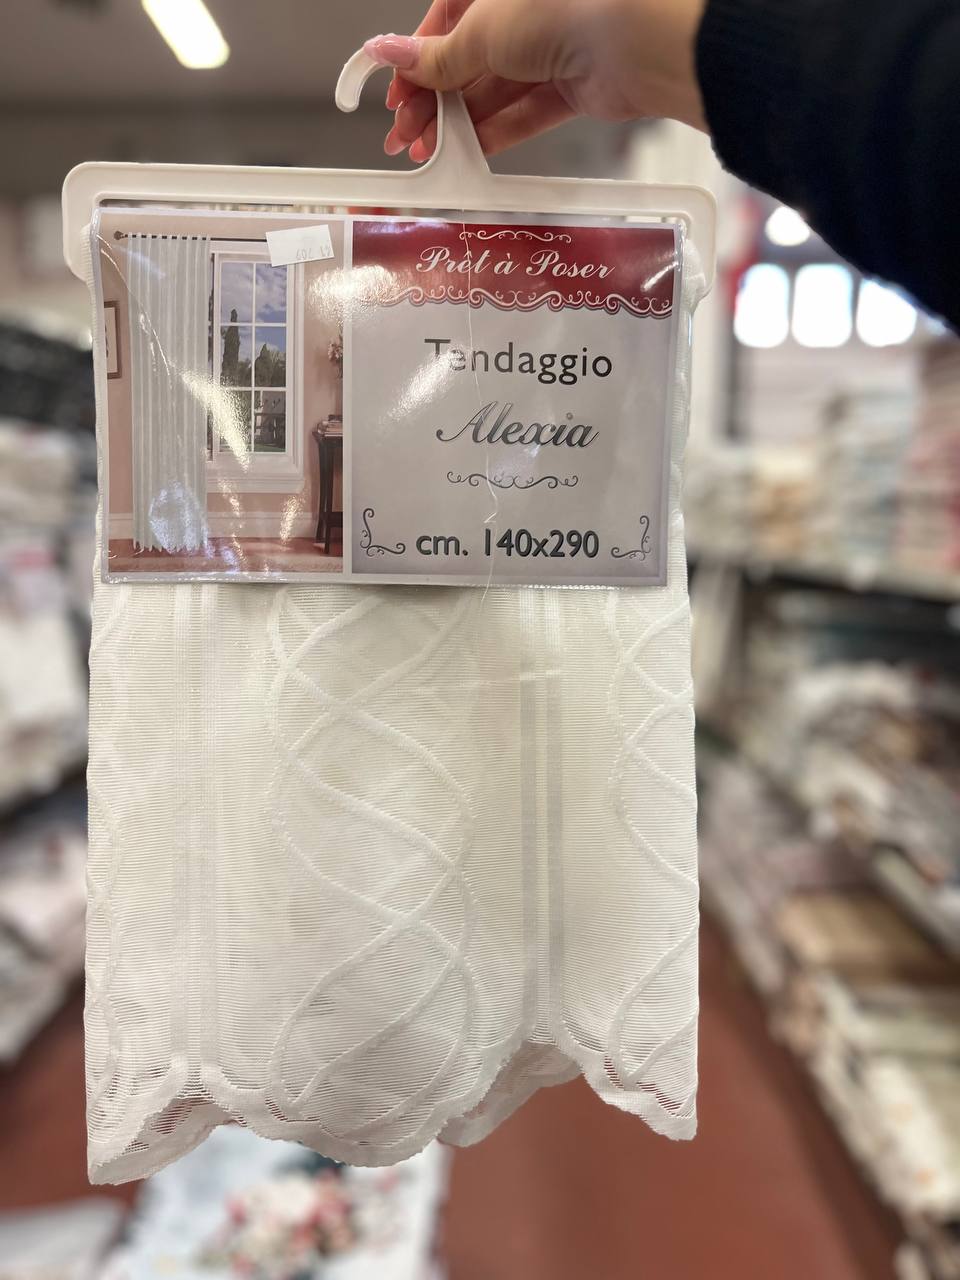 Prêt à Poser
Tendaggio
Alexia
cm. 140x290